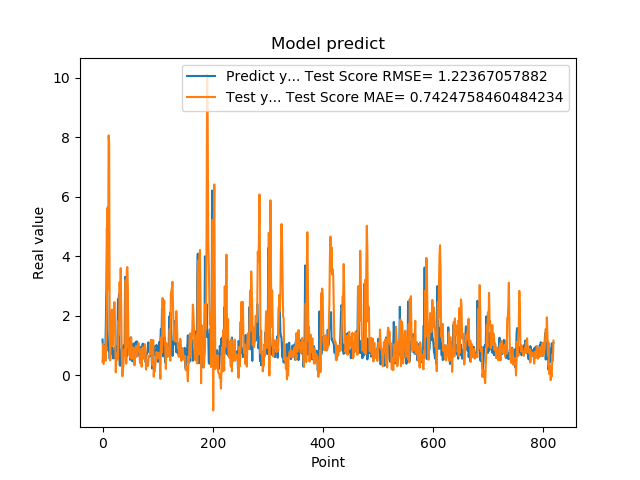 Model predict
Predict y... Test Score RMSE= 1.22367057882
Test y... Test Score MAE= 0.7424758460484234
10
8
6
4
2
0
Real value
0 200 400 600 800
Point